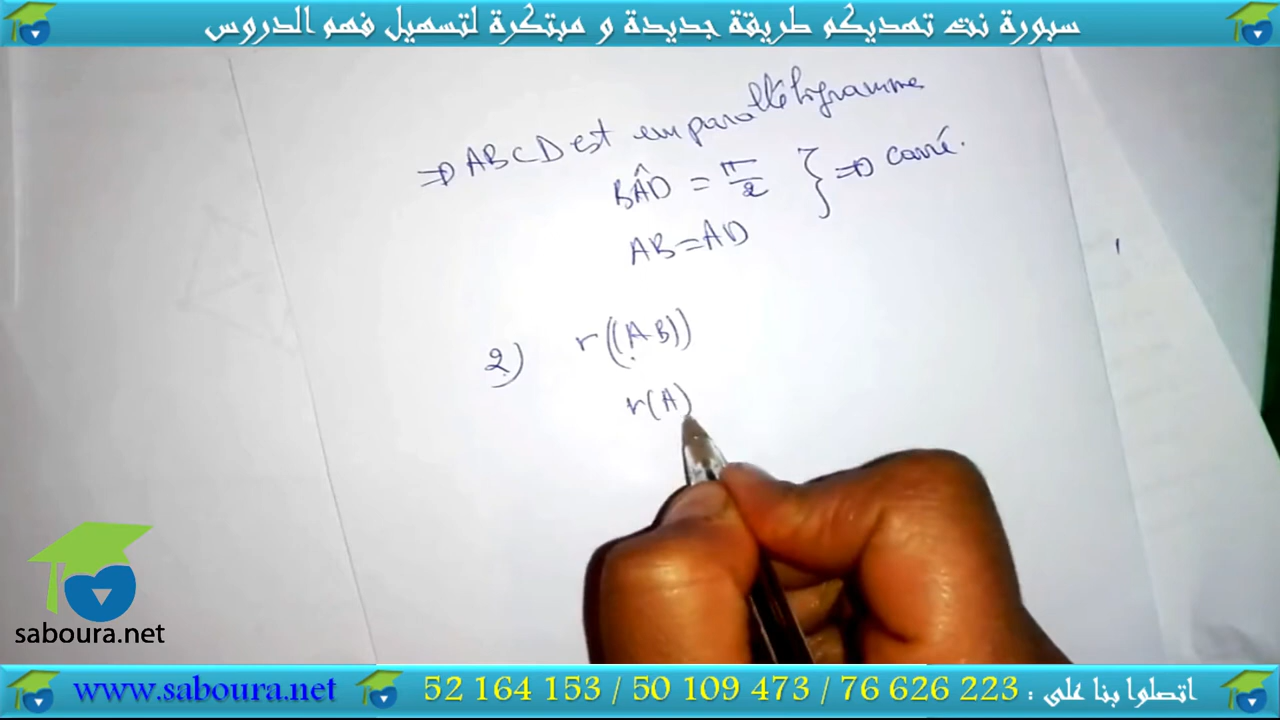 سبورة نت تهديكم طريقة جديدة و مبتكرة لتسهيل فهم الدروس
⇒ ABCD est un parallélogramme
BÂD = π/2 } ⇒ carré.
AB = AD
2) r((AB))
r(A)
saboura.net
www.saboura.net 52 164 153 / 50 109 473 / 76 626 223 : اتصلوا بنا على